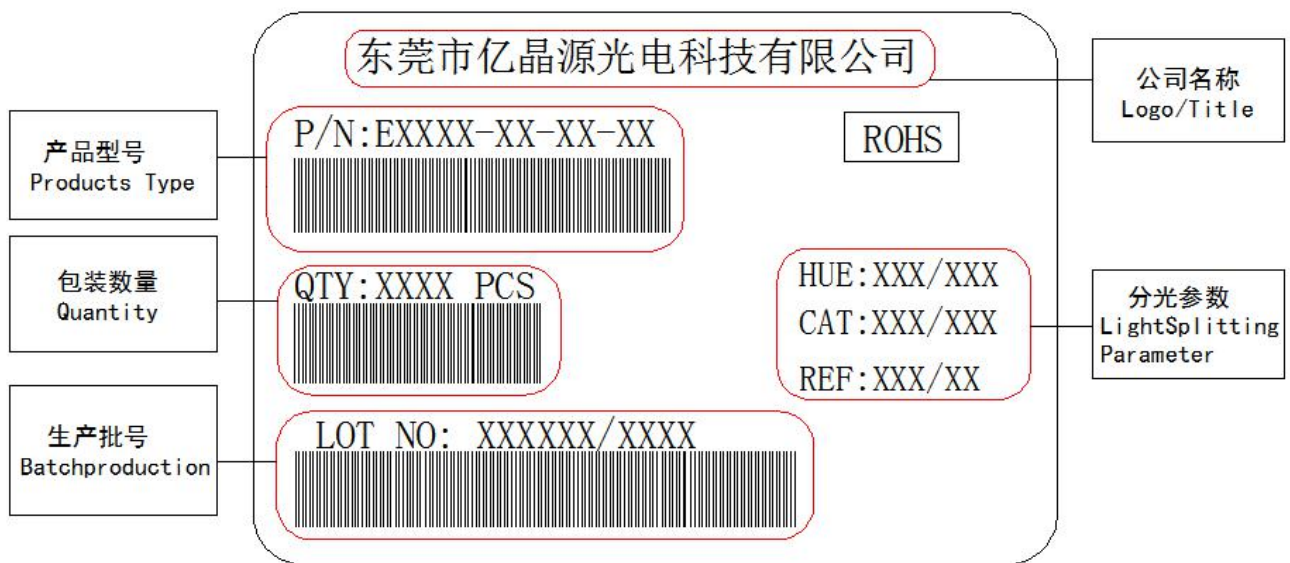 东莞市亿晶源光电科技有限公司
公司名称
Logo/Title
产品型号
Products Type
P/N:EXXXX-XX-XX-XX
ROHS
包装数量
Quantity
QTY:XXXX PCS
HUE:XXX/XXX
CAT:XXX/XXX
REF:XXX/XX
分光参数
LightSplitting
Parameter
生产批号
Batchproduction
LOT NO: XXXXXX/XXXX